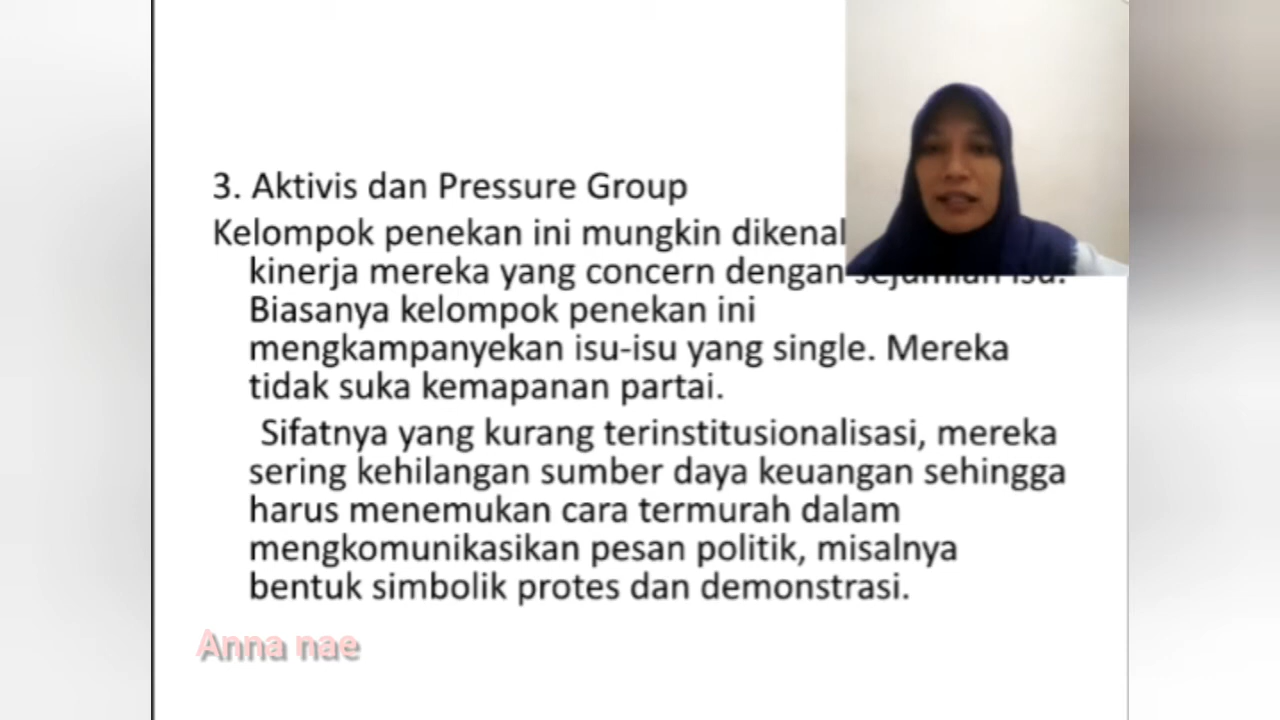 3. Aktivis dan Pressure Group
Kelompok penekan ini mungkin dikenal
kinerja mereka yang concern dengan sejumlah isu.
Biasanya kelompok penekan ini
mengkampanyekan isu-isu yang single. Mereka
tidak suka kemapanan partai.
Sifatnya yang kurang terinstitusionalisasi, mereka
sering kehilangan sumber daya keuangan sehingga
harus menemukan cara termurah dalam
mengkomunikasikan pesan politik, misalnya
bentuk simbolik protes dan demonstrasi.
Anna nae